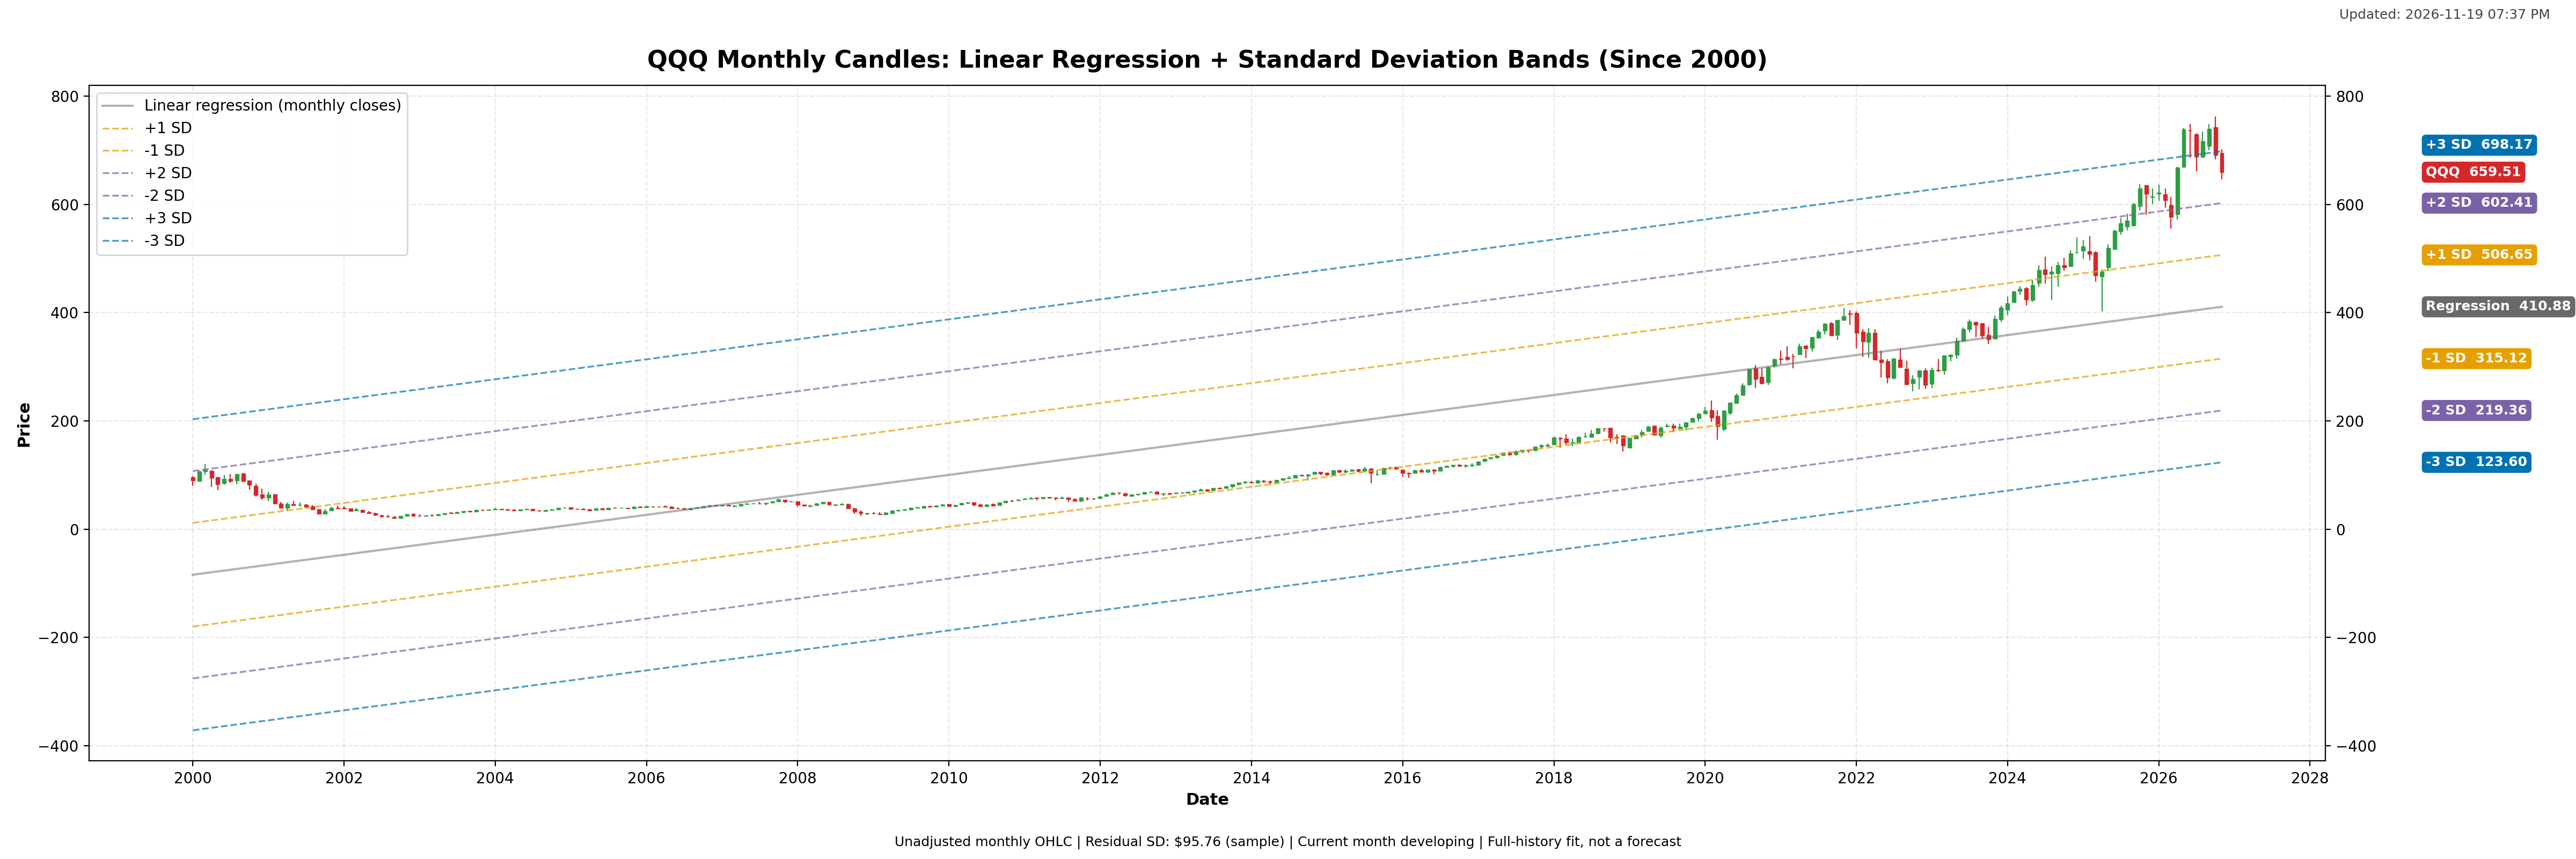 Updated: 2026-11-19 07:37 PM
QQQ Monthly Candles: Linear Regression + Standard Deviation Bands (Since 2000)
Linear regression (monthly closes)
+1 SD
-1 SD
+2 SD
-2 SD
+3 SD
-3 SD
Price
800
600
400
200
0
−200
−400
800
600
400
200
0
−200
−400
+3 SD 698.17
QQQ 659.51
+2 SD 602.41
+1 SD 506.65
Regression 410.88
-1 SD 315.12
-2 SD 219.36
-3 SD 123.60
2000 2002 2004 2006 2008 2010 2012 2014 2016 2018 2020 2022 2024 2026 2028
Date
Unadjusted monthly OHLC | Residual SD: $95.76 (sample) | Current month developing | Full-history fit, not a forecast